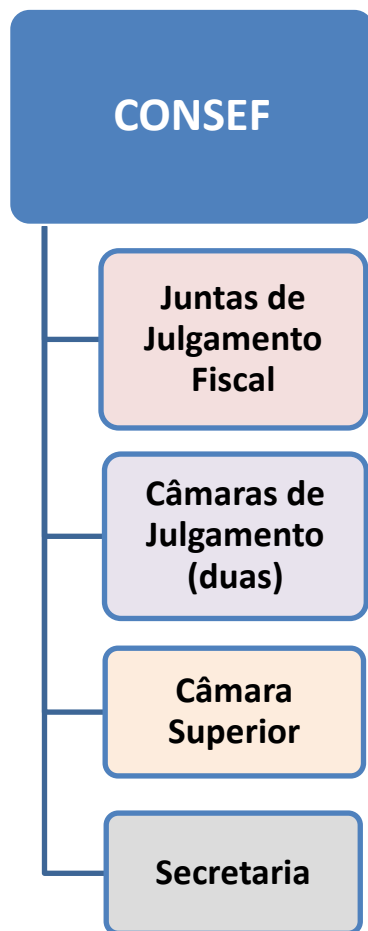 CONSEF
Juntas de
Julgamento
Fiscal
Câmaras de
Julgamento
(duas)
Câmara
Superior
Secretaria